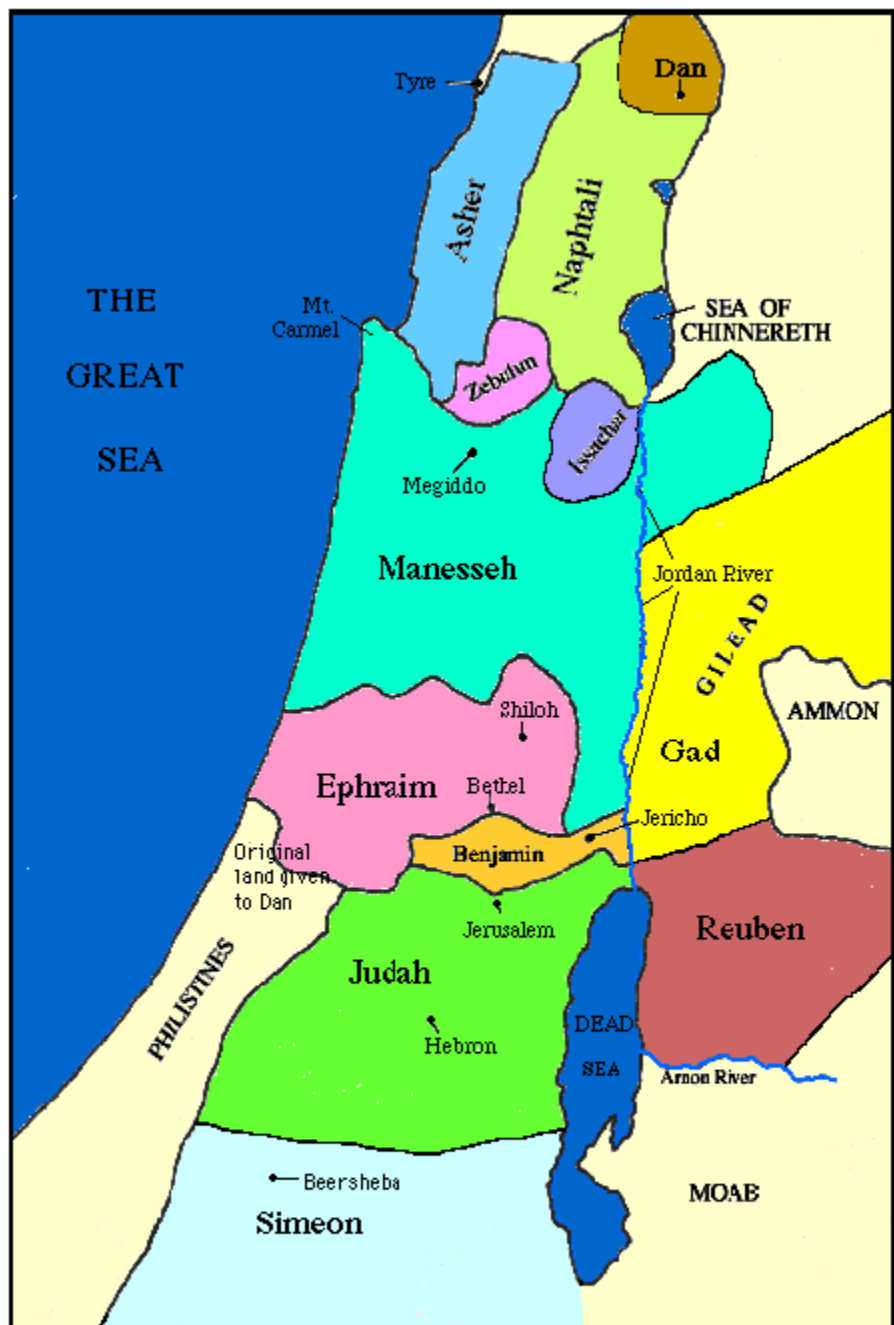 Dan
Tyre
Asher
Naphtali
THE
GREAT
SEA
Mt.
Carmel
SEA OF
CHINNERETH
Zebulun
Issachar
Megiddo
Manesseh
Jordan River
GILEAD
Shiloh
AMMON
Gad
Ephraim
Bethel
Jericho
Benjamin
Original
land given
to Dan
Jerusalem
Reuben
PHILISTINES
Judah
Hebron
DEAD
SEA
Arnon River
Beersheba
MOAB
Simeon